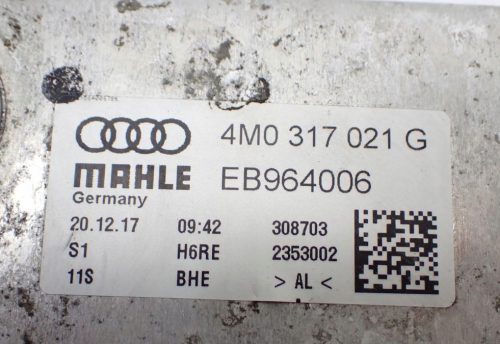 4M0 317 021 G
MAHLE EB964006
Germany
20.12.17 09:42 308703
S1 H6RE 2353002
11S BHE > AL <